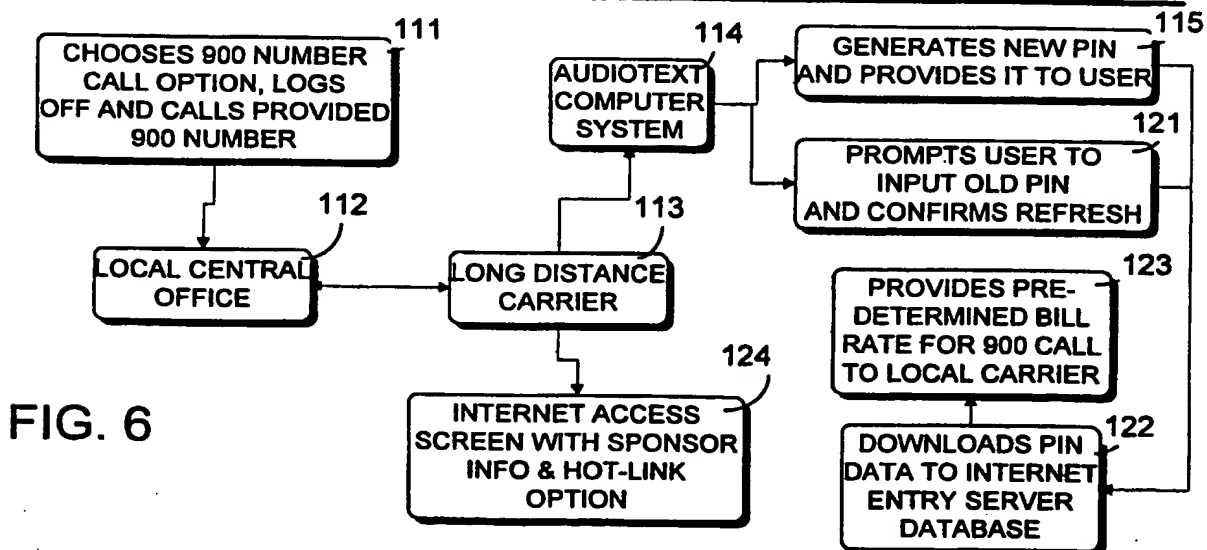 111
CHOOSES 900 NUMBER
CALL OPTION, LOGS
OFF AND CALLS PROVIDED
900 NUMBER
112
LOCAL CENTRAL
OFFICE
113
LONG DISTANCE
CARRIER
114
AUDIOTEXT
COMPUTER
SYSTEM
115
GENERATES NEW PIN
AND PROVIDES IT TO USER
121
PROMPTS USER TO
INPUT OLD PIN
AND CONFIRMS REFRESH
123
PROVIDES PRE-
DETERMINED BILL
RATE FOR 900 CALL
TO LOCAL CARRIER
122
DOWNLOADS PIN
DATA TO INTERNET
ENTRY SERVER
DATABASE
124
INTERNET ACCESS
SCREEN WITH SPONSOR
INFO & HOT-LINK
OPTION
FIG. 6